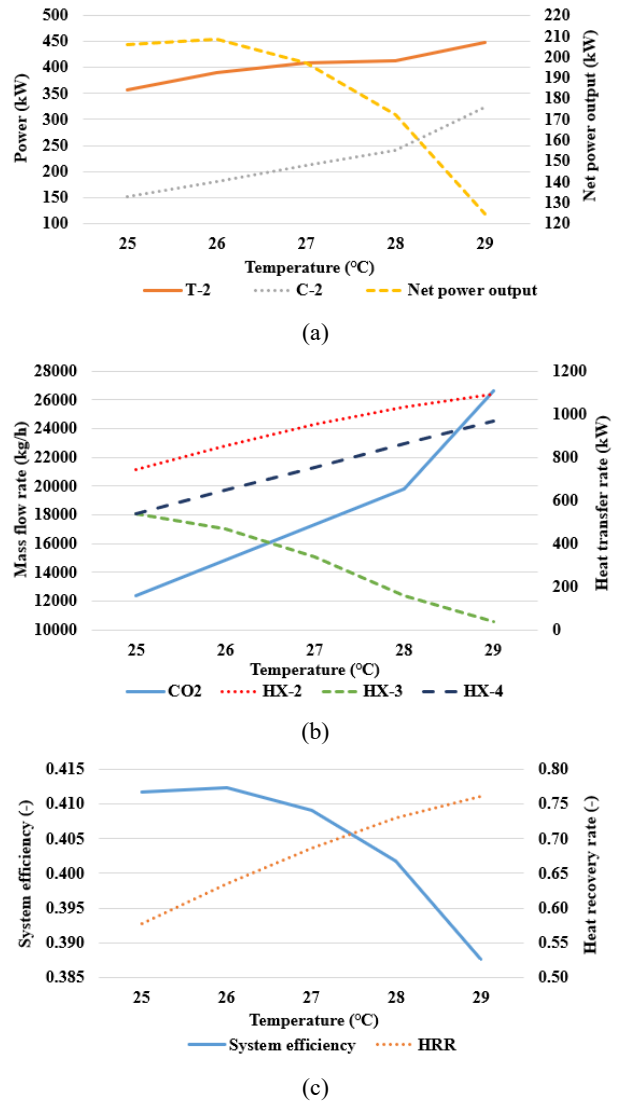 500 220
450 210
400 200
350 190
300 180
250 170
200 160
150 150
100 140
130
120
Power (kW)
Net power output (kW)
25 26 27 28 29
Temperature (℃)
T-2 C-2 Net power output
(a)
28000 1200
26000 1000
24000 800
22000 600
20000 400
18000 200
16000 0
14000
12000
10000
Mass flow rate (kg/h)
Heat transfer rate (kW)
25 26 27 28 29
Temperature (℃)
CO2 HX-2 HX-3 HX-4
(b)
0.415 0.80
0.410 0.75
0.405 0.70
0.400 0.65
0.395 0.60
0.390 0.55
0.385 0.50
System efficiency (-)
Heat recovery rate (-)
25 26 27 28 29
Temperature (℃)
System efficiency HRR
(c)